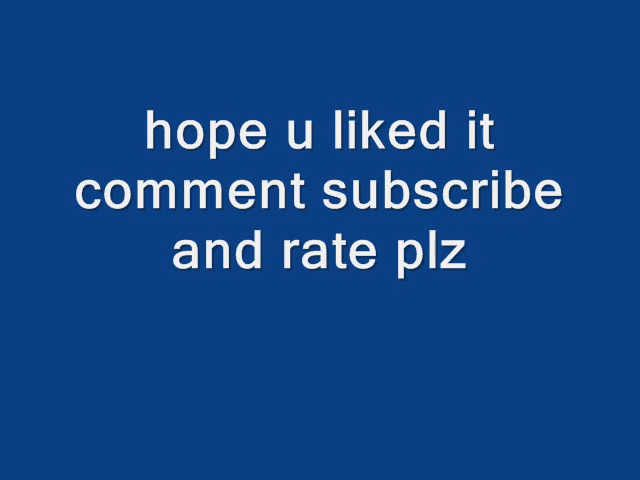 hope u liked it
comment subscribe
and rate plz